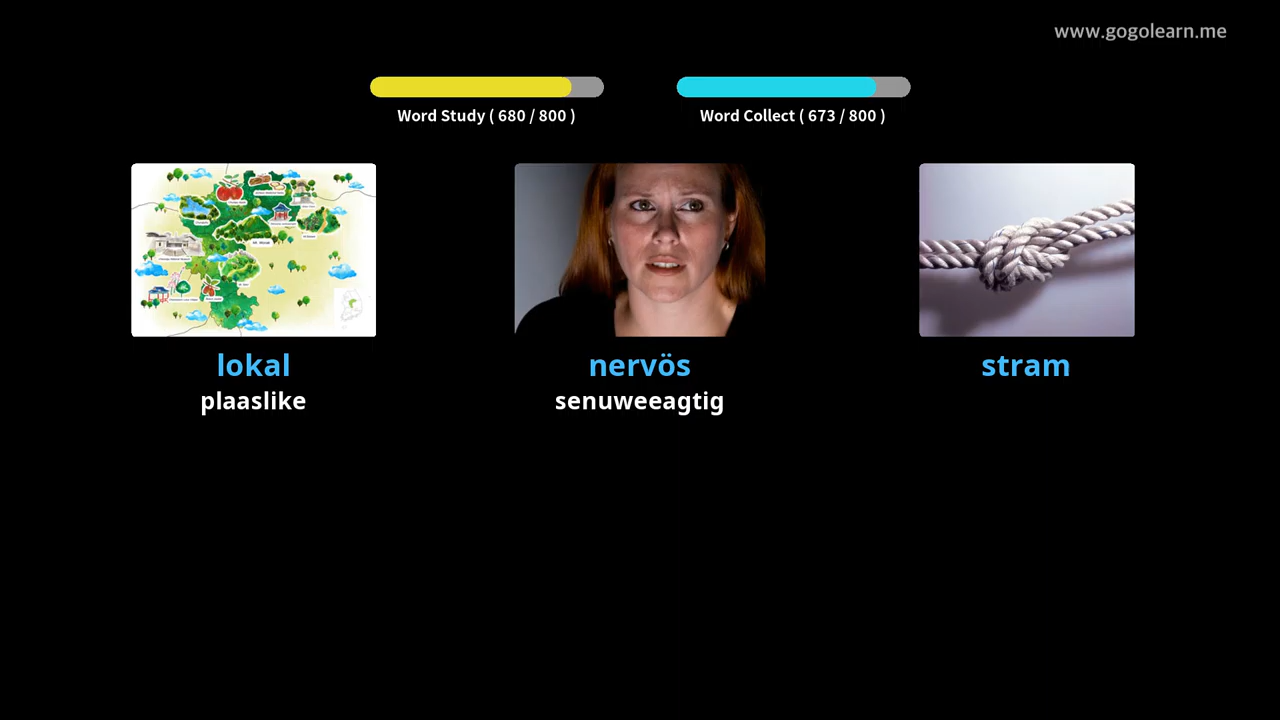 www.gogolearn.me
Word Study ( 680 / 800 )
Word Collect ( 673 / 800 )
lokal
nervös
stram
plaaslike
senuweeagtig